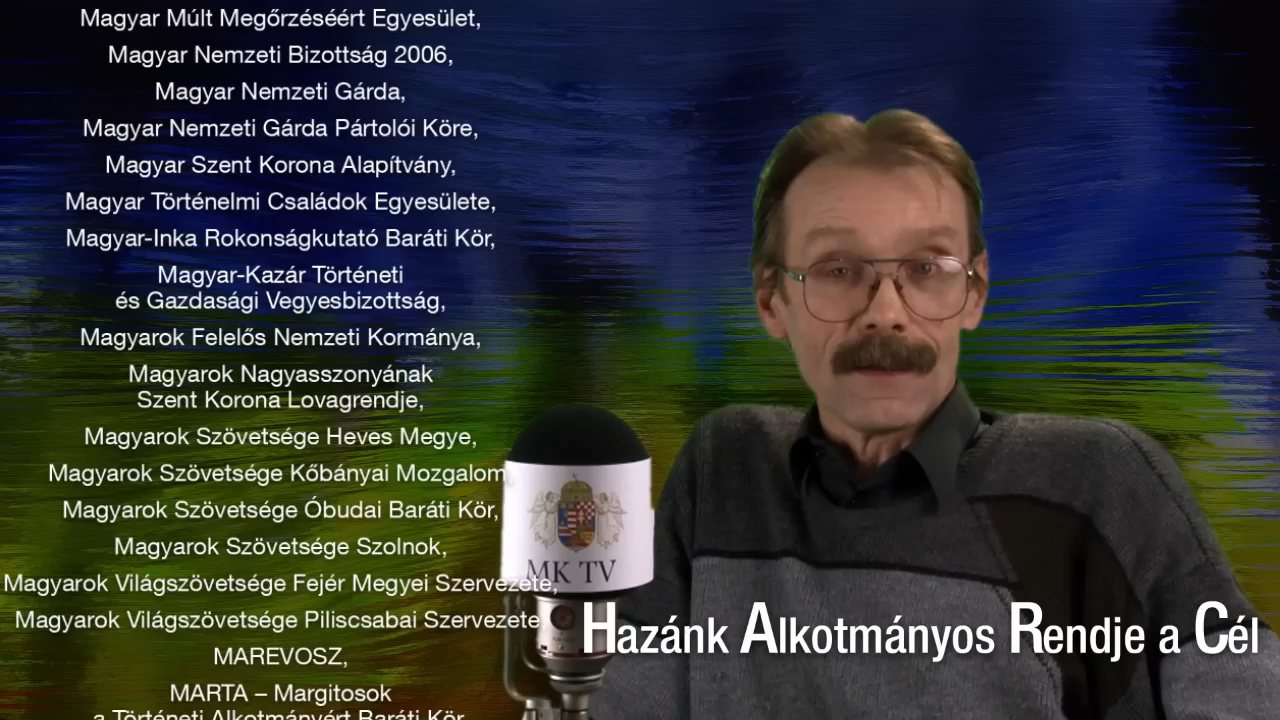 Magyar Múlt Megőrzéséért Egyesület,
Magyar Nemzeti Bizottság 2006,
Magyar Nemzeti Gárda,
Magyar Nemzeti Gárda Pártolói Köre,
Magyar Szent Korona Alapítvány,
Magyar Történelmi Családok Egyesülete,
Magyar-Inka Rokonságkutató Baráti Kör,
Magyar-Kazár Történeti
és Gazdasági Vegyesbizottság,
Magyarok Felelős Nemzeti Kormánya,
Magyarok Nagyasszonyának
Szent Korona Lovagrendje,
Magyarok Szövetsége Heves Megye,
Magyarok Szövetsége Kőbányai Mozgalom,
Magyarok Szövetsége Óbudai Baráti Kör,
Magyarok Szövetsége Szolnok,
Magyarok Világszövetsége Fejér Megyei Szervezete,
Magyarok Világszövetsége Piliscsabai Szervezete
MAREVOSZ,
MARTA – Margitosok
a Történeti Alkotmányért Baráti Kör
MK TV
Hazánk Alkotmányos Rendje a Cél